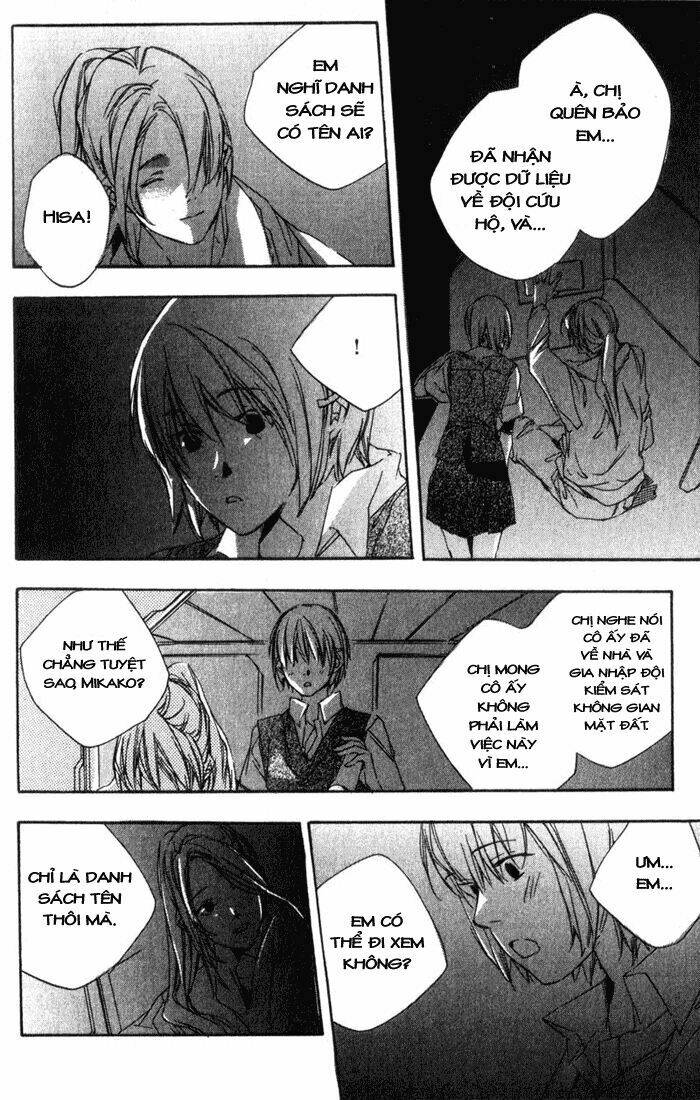 À, CHỊ
QUÊN BẢO
EM...
ĐÃ NHẬN
ĐƯỢC DỮ LIỆU
VỀ ĐỘI CỨU
HỘ, VÀ...
EM
NGHĨ DANH
SÁCH SẼ
CÓ TÊN AI?
HISA!
!
CHỊ NGHE NÓI
CÔ ẤY ĐÃ
VỀ NHÀ VÀ
GIA NHẬP ĐỘI
KIỂM SÁT
KHÔNG GIAN
MẶT ĐẤT.
CHỊ MONG
CÔ ẤY
KHÔNG
PHẢI LÀM
VIỆC NÀY
VÌ EM...
NHƯ THẾ
CHẲNG TUYỆT
SAO, MIKAKO?
ƯM...
EM...
EM CÓ
THỂ ĐI XEM
KHÔNG?
CHỈ LÀ DANH
SÁCH TÊN
THÔI MÀ.